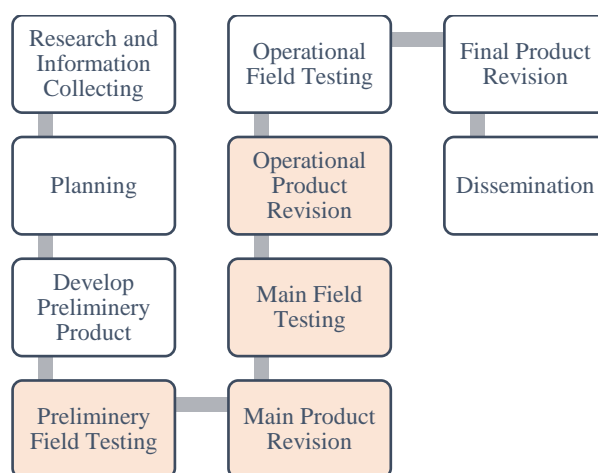 Research and
Information
Collecting
Planning
Develop
Preliminery
Product
Preliminery
Field Testing
Main Product
Revision
Main Field
Testing
Operational
Product
Revision
Operational
Field Testing
Final Product
Revision
Dissemination